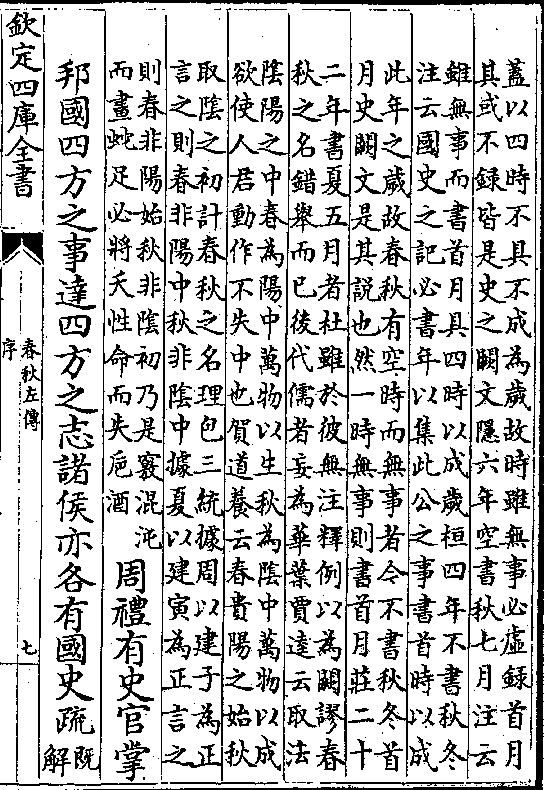 蓋以四時不具不成為歲故時雖無事必虛錄首月
其或不録皆是史之闕文隱六年空書秋七月注云
雖無事而書首月具四時以成歲桓四年不書秋冬
注云國史之記必書年以集此公之事書首時以成
此年之歲故春秋有空時而無事者今不書秋冬首
月史闕文是其説也然一時無事則書首月莊二十
二年書夏五月者杜雖於彼無注釋例以為闕謬春
秋之名錯舉而已後代儒者妄為華葉賈逵云取法
陰陽之中春為陽中萬物以生秋為陰中萬物以成
欲使人君動作不失中也賀道養云春貴陽之始秋
取陰之初計春秋之名理包三統據周以建子為正
言之則春非陽中秋非陰中據夏以建寅為正言之
則春非陽始秋非陰初乃是竅混沌
而畫蛇足必將夭性命而失巵酒
周禮有史官掌
邦國四方之事達四方之志諸侯亦各有國史
疏
既
解
欽定四庫全書
春秋左傳
序
七